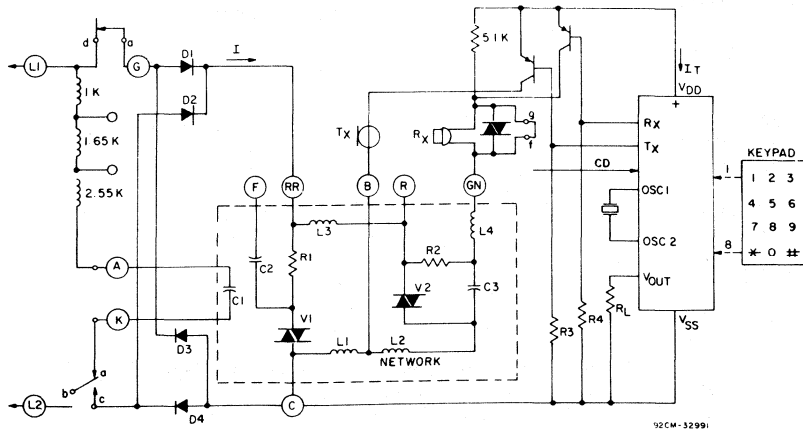 d a
L1
G
D1
I
D2
1K
1 65K
2.55K
A
K
C1
D3
D4
L2
a
b
c
F
RR
C2
L3
R1
V1
L1
L2
NETWORK
C
TX
B
R
GN
R2
V2
C3
L4
5 1K
RX
g
f
IT
VDD
+
RX
TX
CD
OSC1
OSC 2
VOUT
RL
VSS
R3
R4
1
8
KEYPAD
1 2 3
4 5 6
7 8 9
* 0 #
92CM-32991